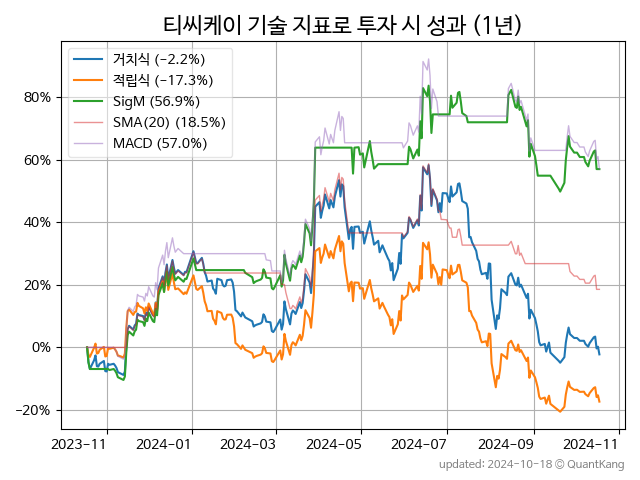 티씨케이 기술 지표로 투자 시 성과 (1년)
거치식 (−2.2%)
적립식 (−17.3%)
SigM (56.9%)
SMA(20) (18.5%)
MACD (57.0%)
80%
60%
40%
20%
0%
−20%
2023-11
2024-01
2024-03
2024-05
2024-07
2024-09
2024-11
updated: 2024-10-18 © QuantKang